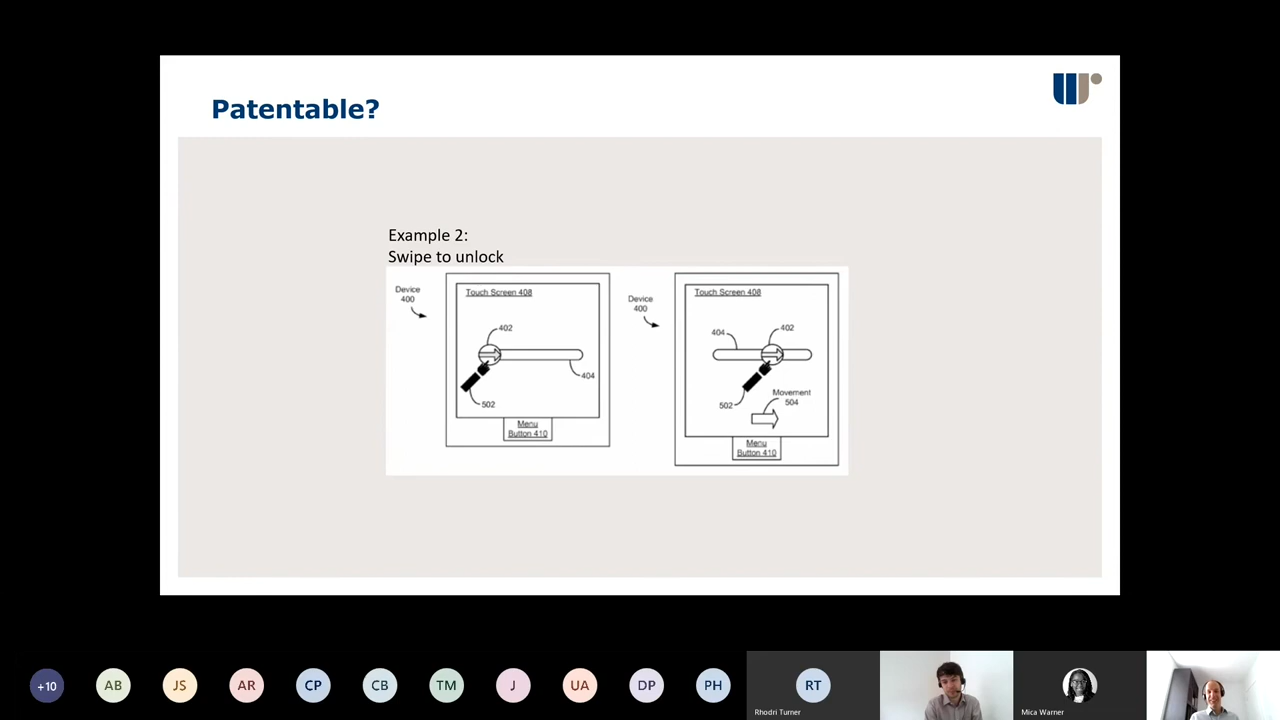 Patentable?
Example 2:
Swipe to unlock
Device
400
Touch Screen 408
402
404
502
Menu
Button 410
Device
400
Touch Screen 408
404
402
502
Movement
504
Menu
Button 410
+10
AB
JS
AR
CP
CB
TM
J
UA
DP
PH
RT
Rhodri Turner
Mica Warner